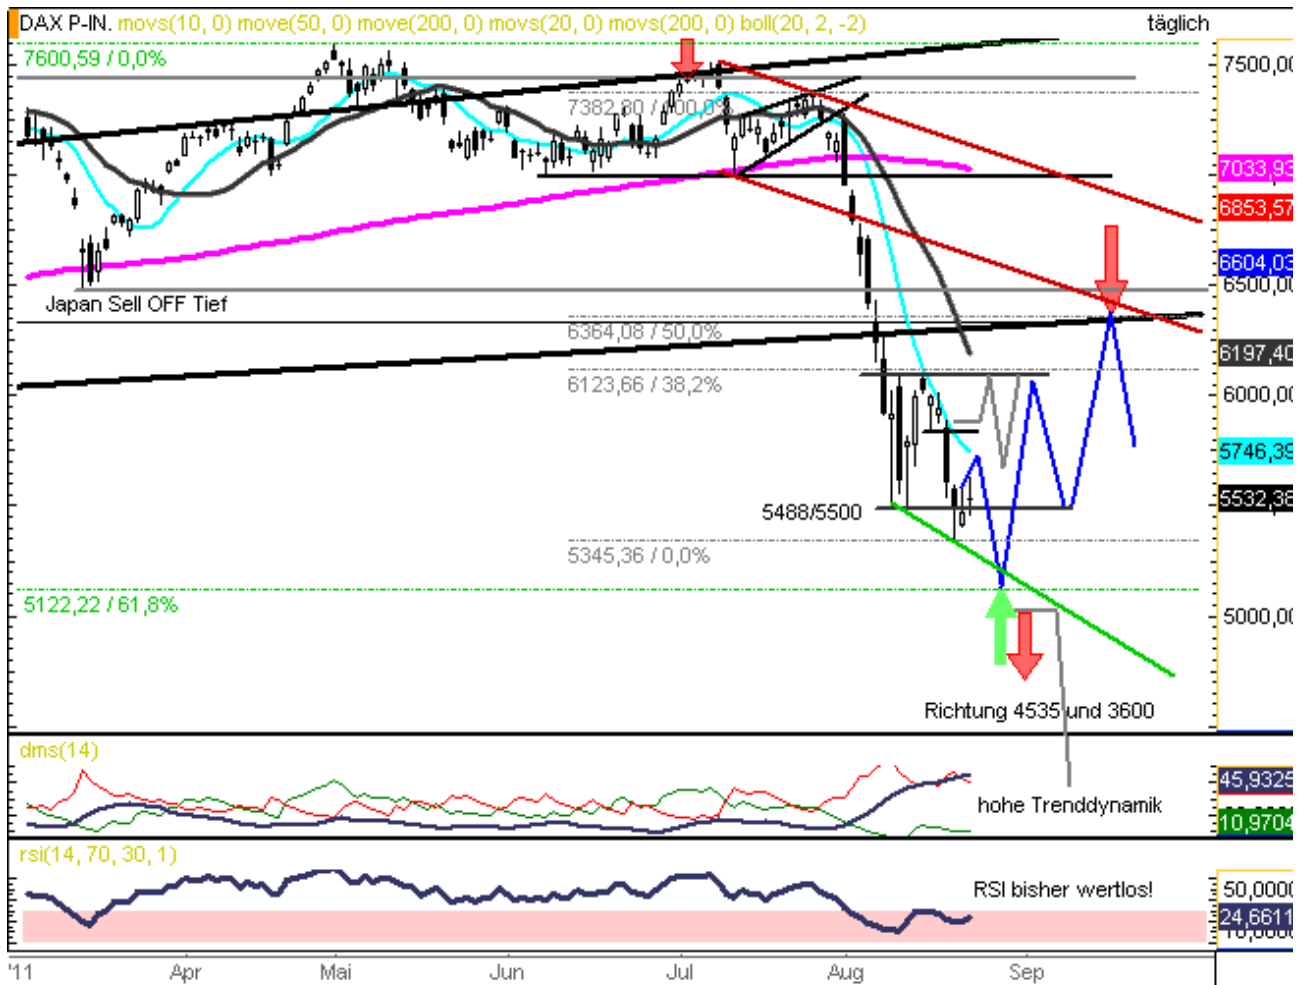 DAX P-IN. movs(10, 0) move(50, 0) move(200, 0) movs(20, 0) movs(200, 0) boll(20, 2, -2) täglich
7600,59 / 0,0%
7500,00
7382,80 / 100,0%
7033,93
6853,57
6604,03
6500,00
Japan Sell OFF Tief
6364,08 / 50,0%
6197,40
6123,66 / 38,2%
6000,00
5746,39
5532,38
5488/5500
5345,36 / 0,0%
5122,22 / 61,8%
5000,00
Richtung 4535 und 3600
dms(14)
45,9325
hohe Trenddynamik
10,9704
rsi(14, 70, 30, 1)
RSI bisher wertlos!
50,0000
24,6611
'11 Apr Mai Jun Jul Aug Sep